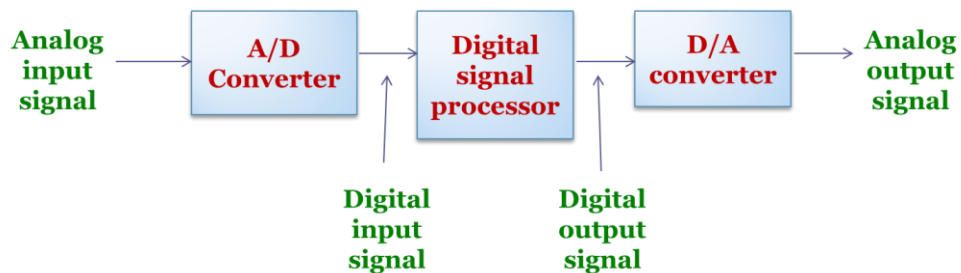 Analog
input
signal
A/D
Converter
Digital
signal
processor
D/A
converter
Analog
output
signal
Digital
input
signal
Digital
output
signal